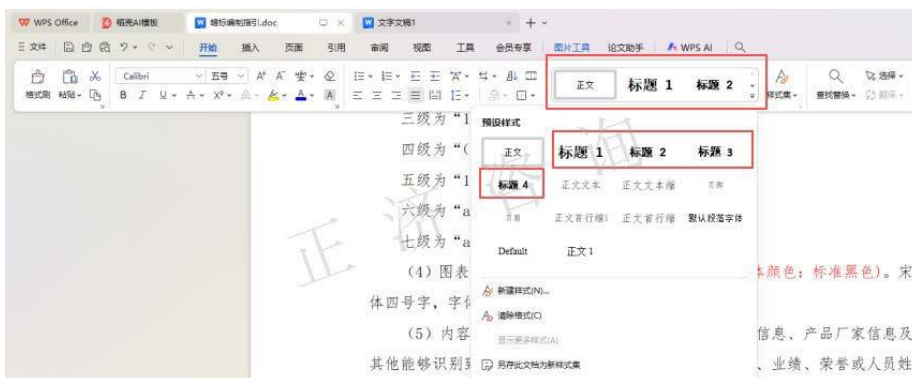 WPS Office 稻壳AI模板 暗标编制指引.doc 文字文稿1
文件 开始 插入 页面 引用 审阅 视图 工具 会员专享 图片工具 论文助手 WPS AI
格式刷 粘贴 Calibri 五号 正文 标题 1 标题 2 样式集 查找替换 选择
B I U A X² A A A
三级为“1
四级为“(
五级为“1
六级为“a
七级为“a
(4) 图表 体颜色：标准黑色)。宋
体四号字，字体
(5) 内容 信息、产品厂家信息及
其他能够识别 、业绩、荣誉或人员姓
预设样式
正文 标题 1 标题 2 标题 3
标题 4 正文文本 正文文本缩 页脚
页眉 正文首行缩 正文首行缩 默认段落字体
Default 正文 1
新建样式(N)...
清除格式(C)
显示更多样式(A)
另存此文档为新样式集
正济咨询